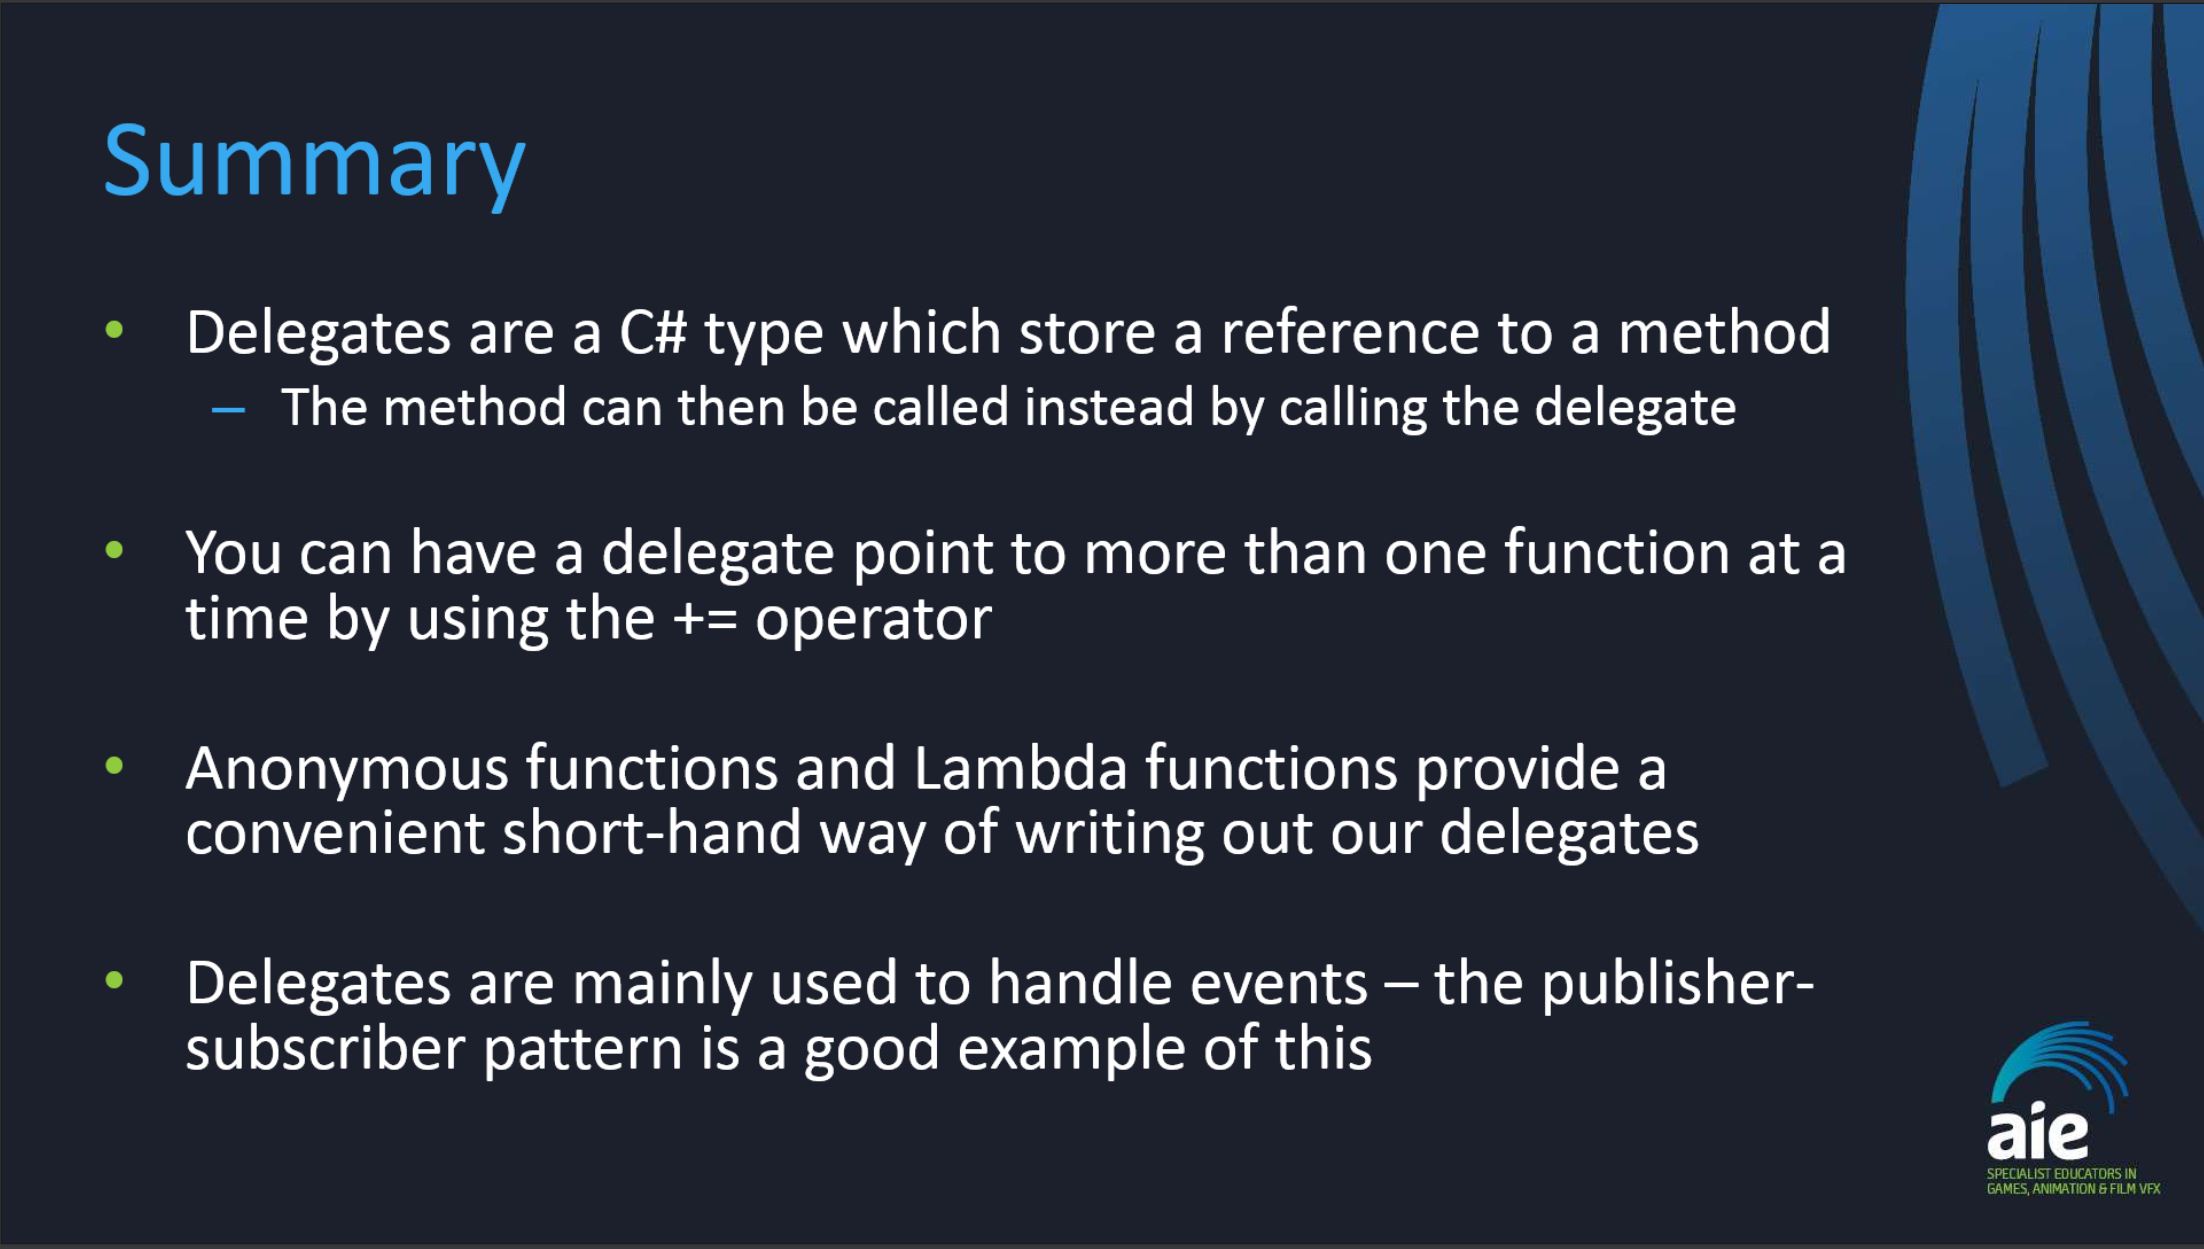 Summary
• Delegates are a C# type which store a reference to a method
– The method can then be called instead by calling the delegate
• You can have a delegate point to more than one function at a
time by using the += operator
• Anonymous functions and Lambda functions provide a
convenient short-hand way of writing out our delegates
• Delegates are mainly used to handle events – the publisher-
subscriber pattern is a good example of this
aie
SPECIALIST EDUCATORS IN
GAMES, ANIMATION & FILM VFX